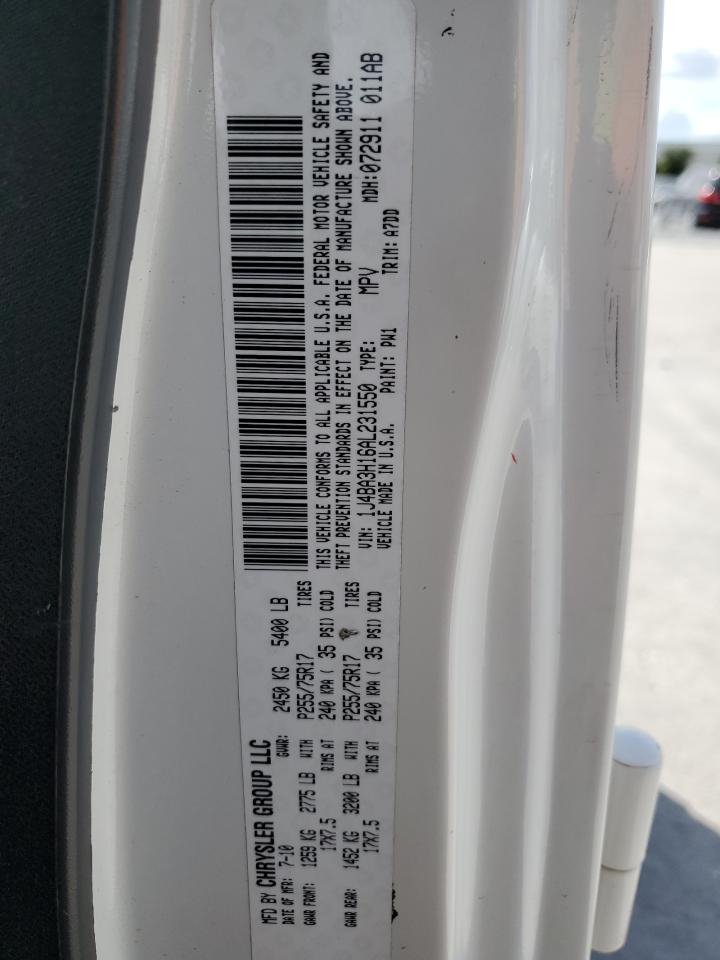 MFD BY CHRYSLER GROUP LLC
DATE OF MFR: 7-10 GVWR: 2450 KG 5400 LB
GAWR FRONT: 1259 KG 2775 LB WITH P255/75R17 TIRES
17X7.5 RIMS AT 240 KPA ( 35 PSI) COLD
GAWR REAR: 1452 KG 3200 LB WITH P255/75R17 TIRES
17X7.5 RIMS AT 240 KPA ( 35 PSI) COLD
THIS VEHICLE CONFORMS TO ALL APPLICABLE U.S.A. FEDERAL MOTOR VEHICLE SAFETY AND
THEFT PREVENTION STANDARDS IN EFFECT ON THE DATE OF MANUFACTURE SHOWN ABOVE.
VIN: 1J4BA3H16AL231550 TYPE: MPV MDH:072911 011AB
VEHICLE MADE IN U.S.A. PAINT: PW1 TRIM: A7DD